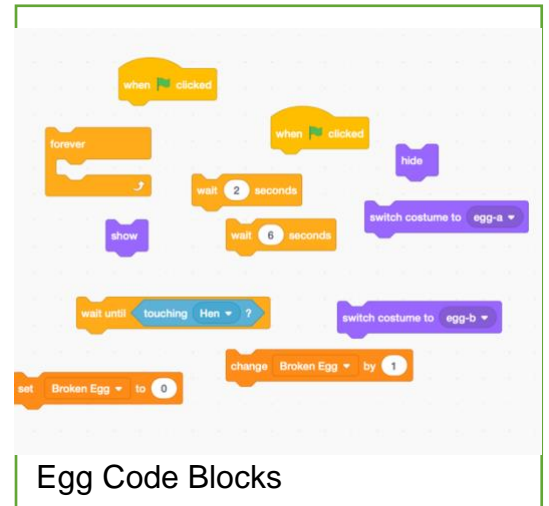 when clicked
when clicked
forever
hide
wait 2 seconds
switch costume to egg-a
show
wait 6 seconds
wait until touching Hen ?
switch costume to egg-b
change Broken Egg by 1
set Broken Egg to 0
Egg Code Blocks